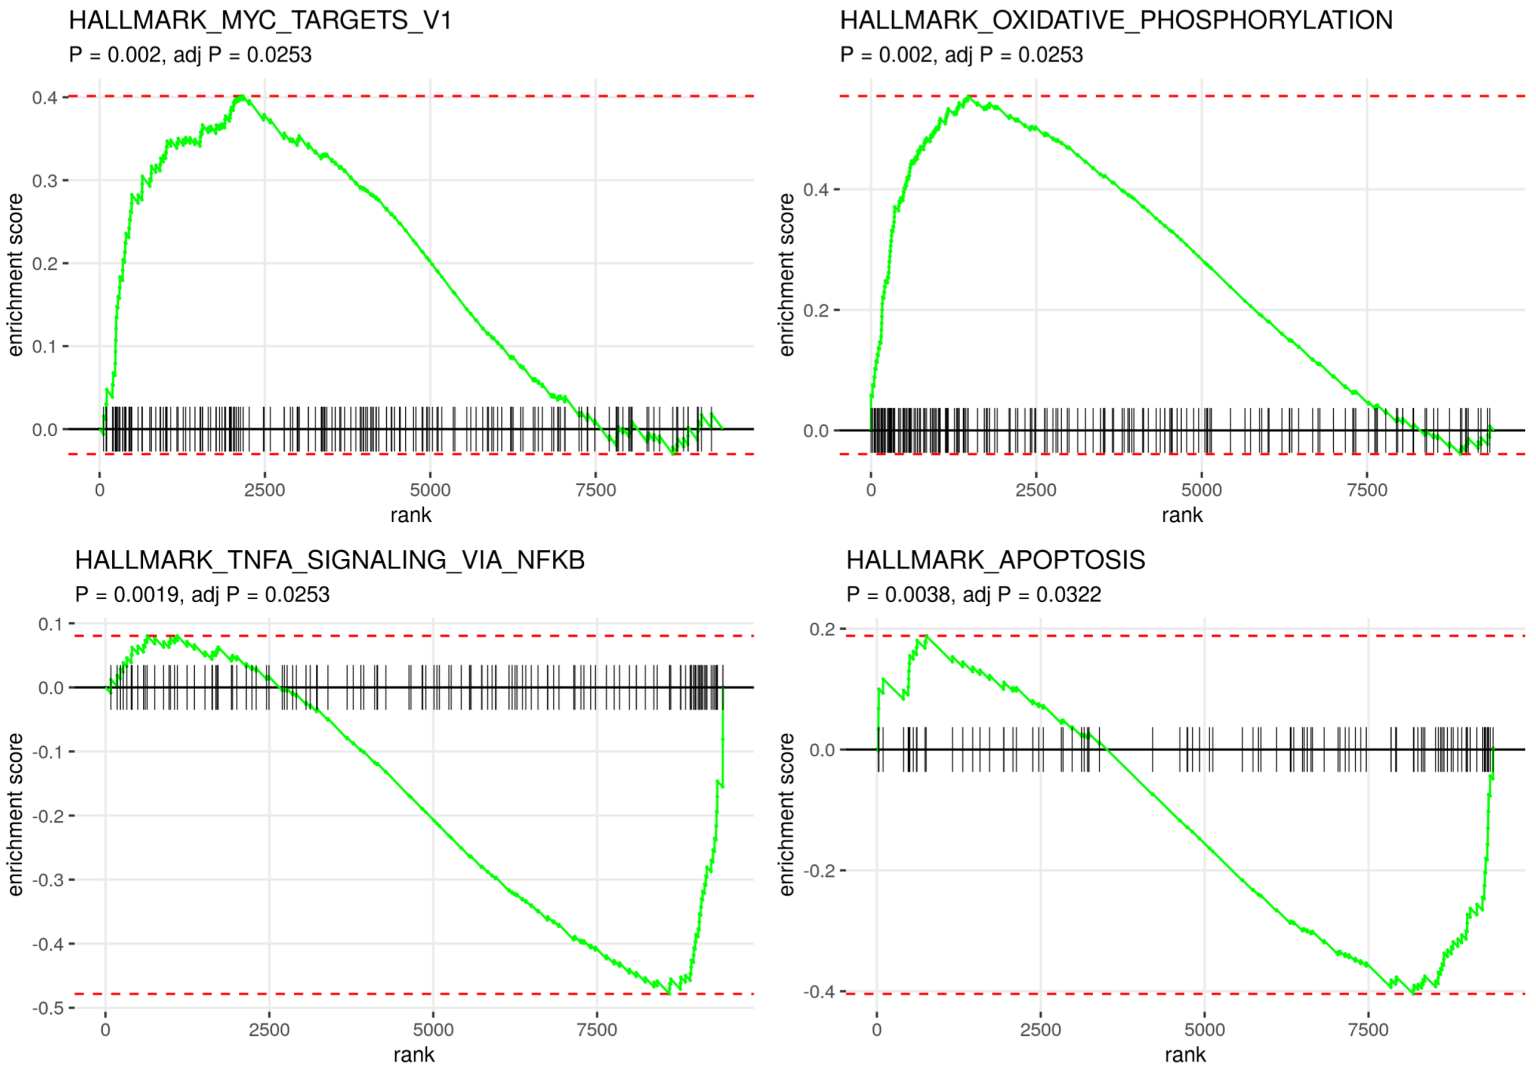 HALLMARK_MYC_TARGETS_V1
P = 0.002, adj P = 0.0253
enrichment score
0.4
0.3
0.2
0.1
0.0
0 2500 5000 7500
rank
HALLMARK_OXIDATIVE_PHOSPHORYLATION
P = 0.002, adj P = 0.0253
enrichment score
0.4
0.2
0.0
0 2500 5000 7500
rank
HALLMARK_TNFA_SIGNALING_VIA_NFKB
P = 0.0019, adj P = 0.0253
enrichment score
0.1
0.0
-0.1
-0.2
-0.3
-0.4
-0.5
0 2500 5000 7500
rank
HALLMARK_APOPTOSIS
P = 0.0038, adj P = 0.0322
enrichment score
0.2
0.0
-0.2
-0.4
0 2500 5000 7500
rank